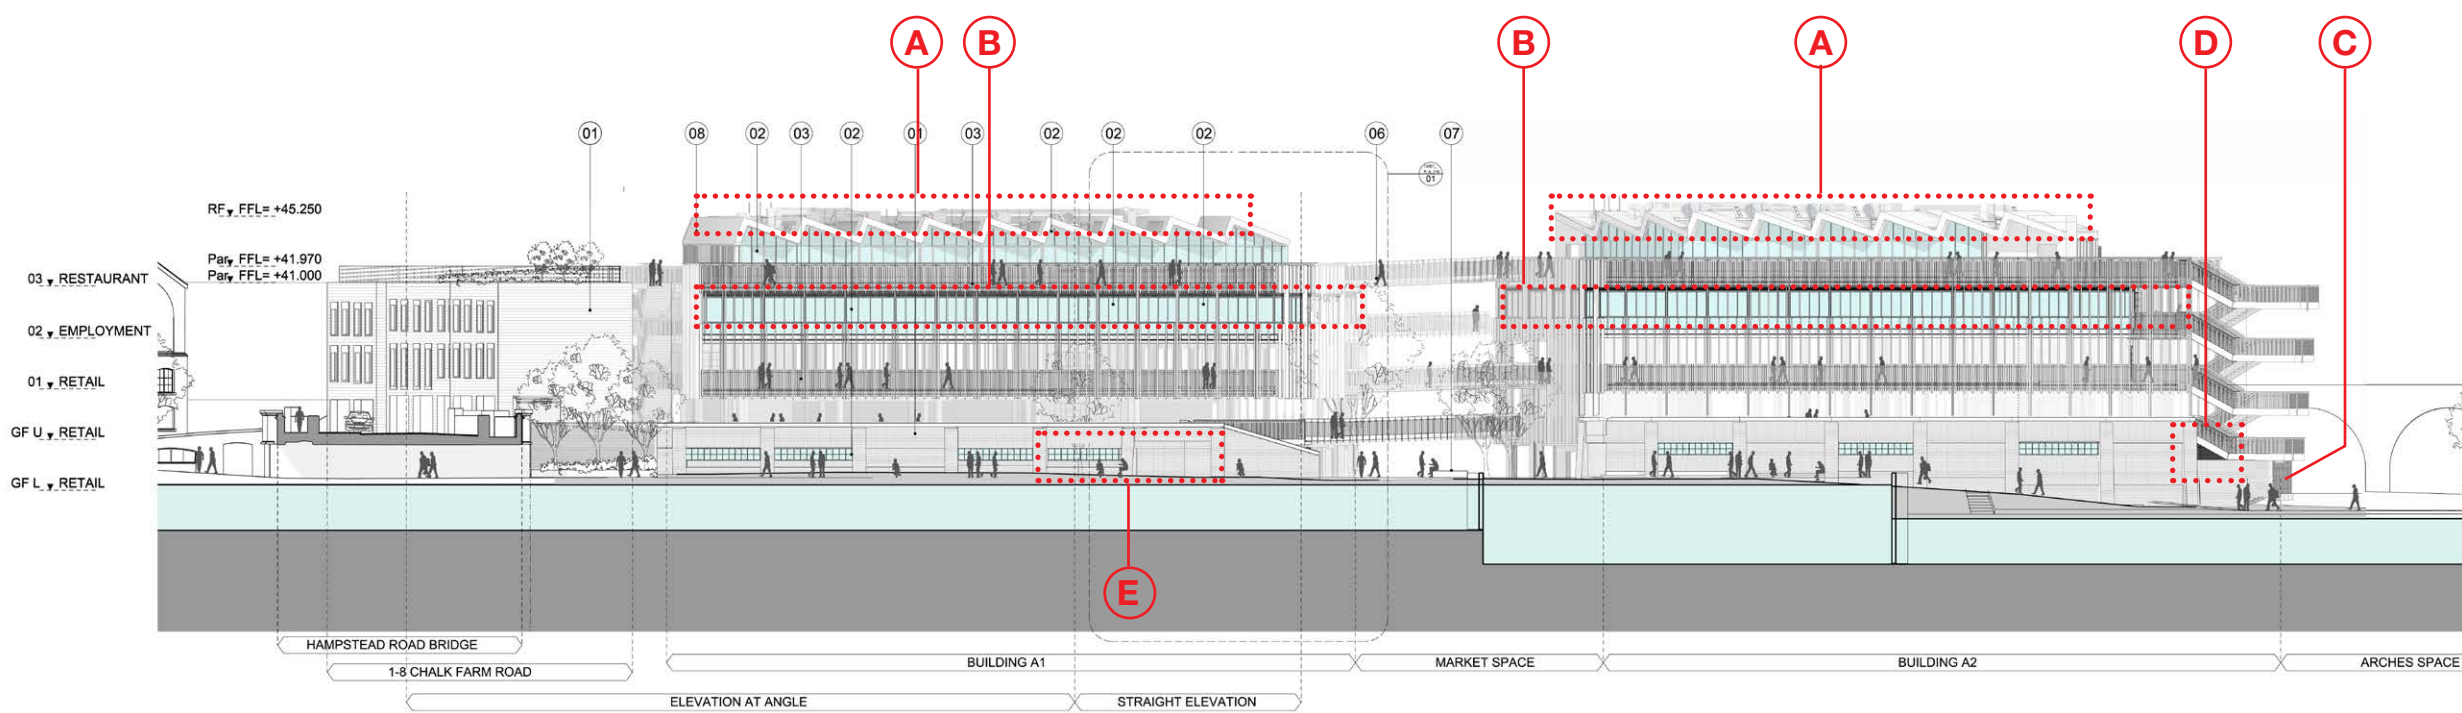 A B B A D C
01 08 02 03 02 01 03 02 02 02 06 07
01
RF FFL= +45.250
Par FFL= +41.970
Par FFL= +41.000
03 RESTAURANT
02 EMPLOYMENT
01 RETAIL
GF U RETAIL
GF L RETAIL
E
HAMPSTEAD ROAD BRIDGE
1-8 CHALK FARM ROAD
BUILDING A1
MARKET SPACE
BUILDING A2
ARCHES SPACE
ELEVATION AT ANGLE
STRAIGHT ELEVATION